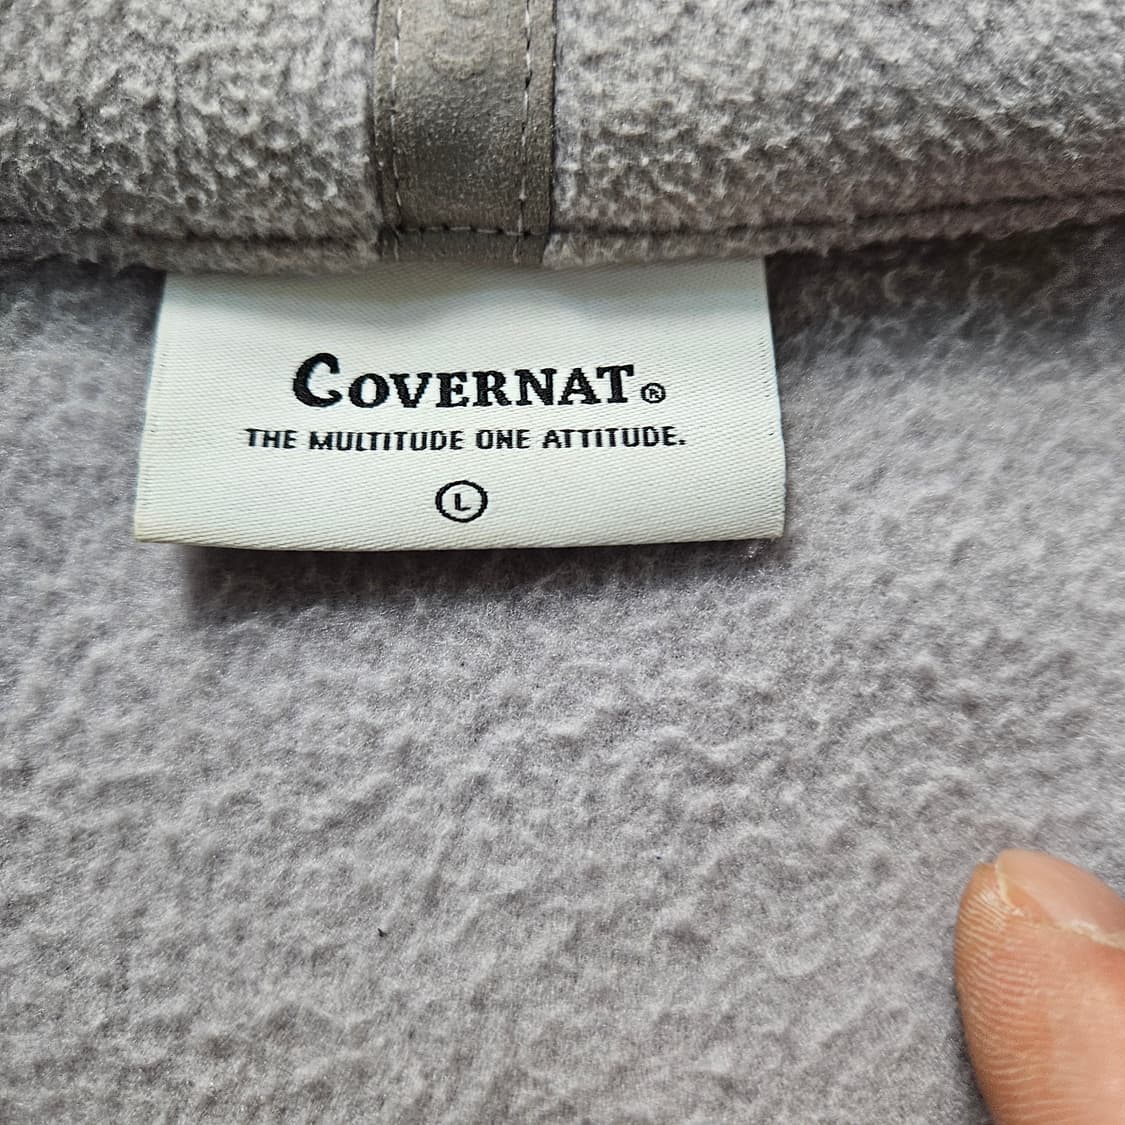 COVERNAT®
THE MULTITUDE ONE ATTITUDE.
L